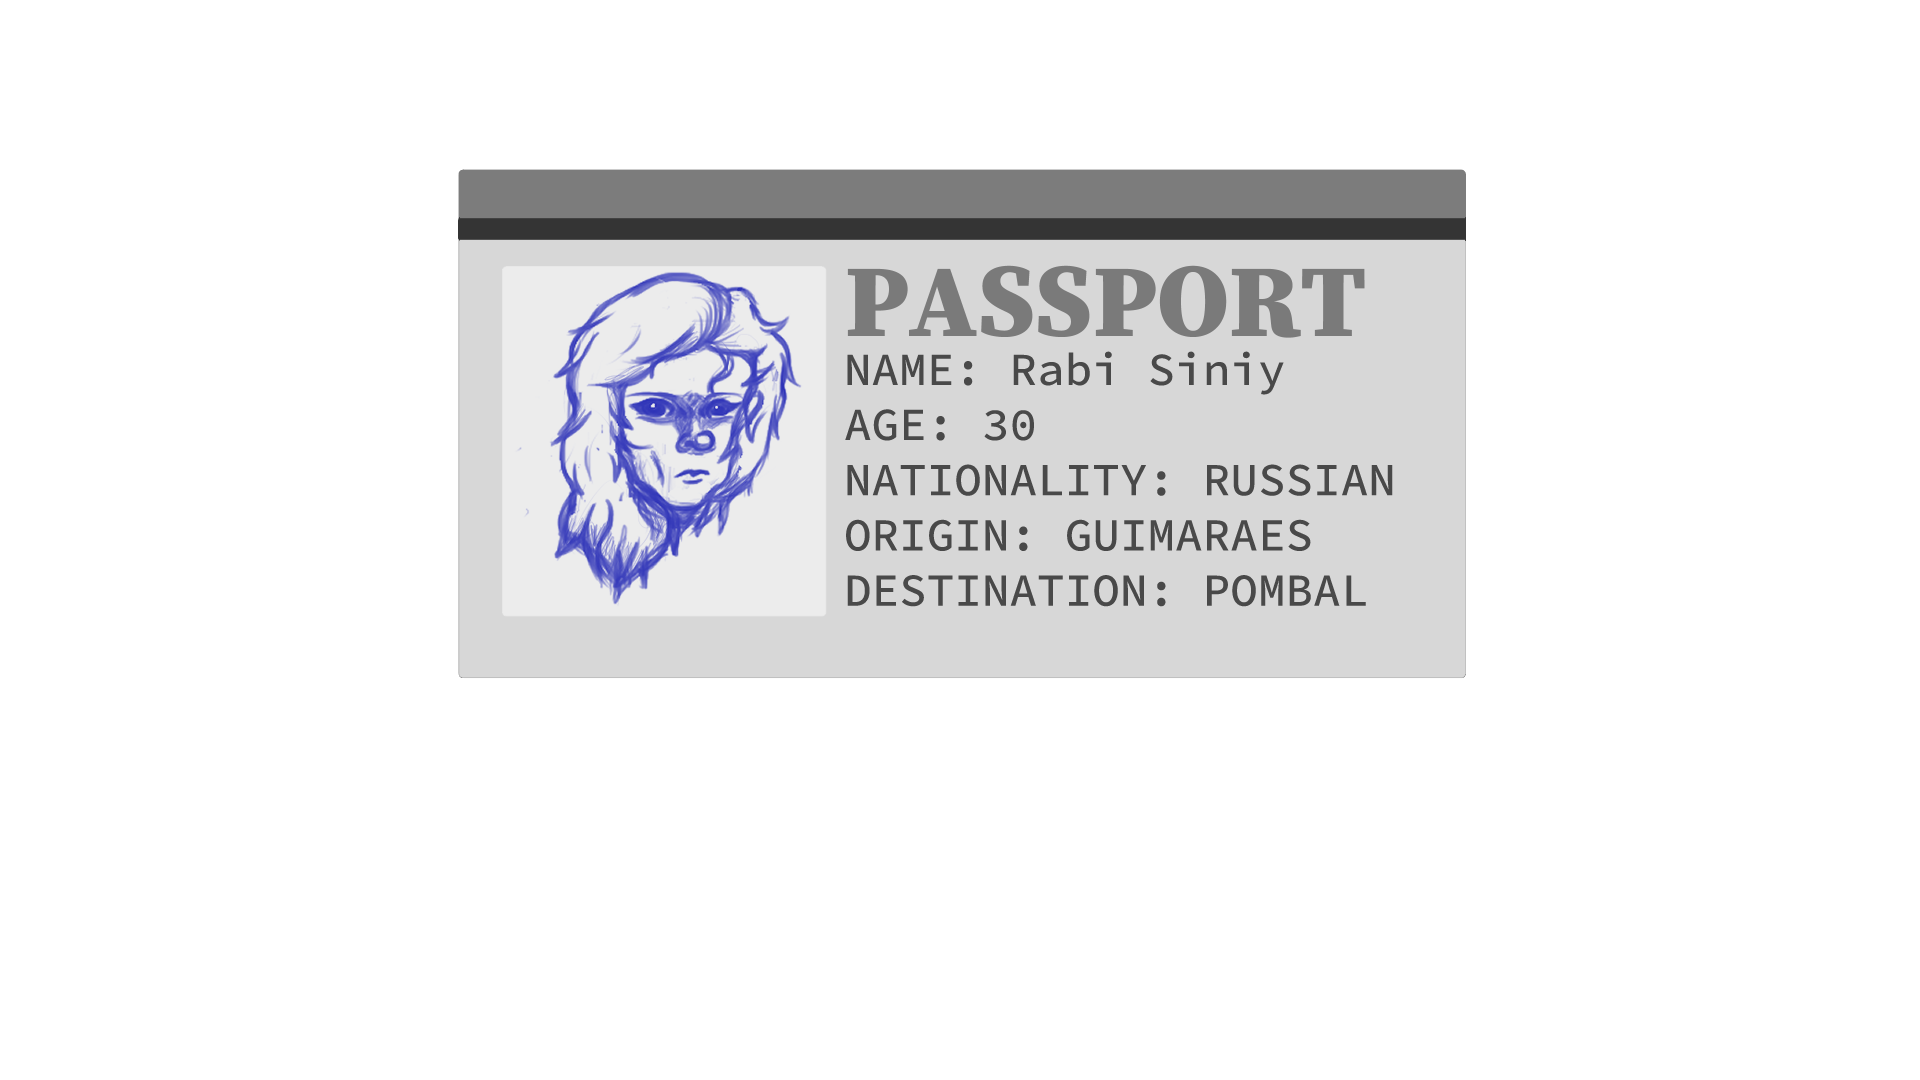 PASSPORT
NAME: Rabi Siniy
AGE: 30
NATIONALITY: RUSSIAN
ORIGIN: GUIMARAES
DESTINATION: POMBAL